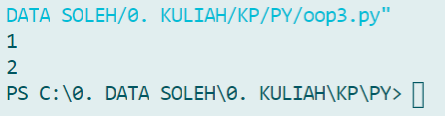 DATA SOLEH/0. KULIAH/KP/PY/oop3.py"
1
2
PS C:\0. DATA SOLEH\0. KULIAH\KP\PY>